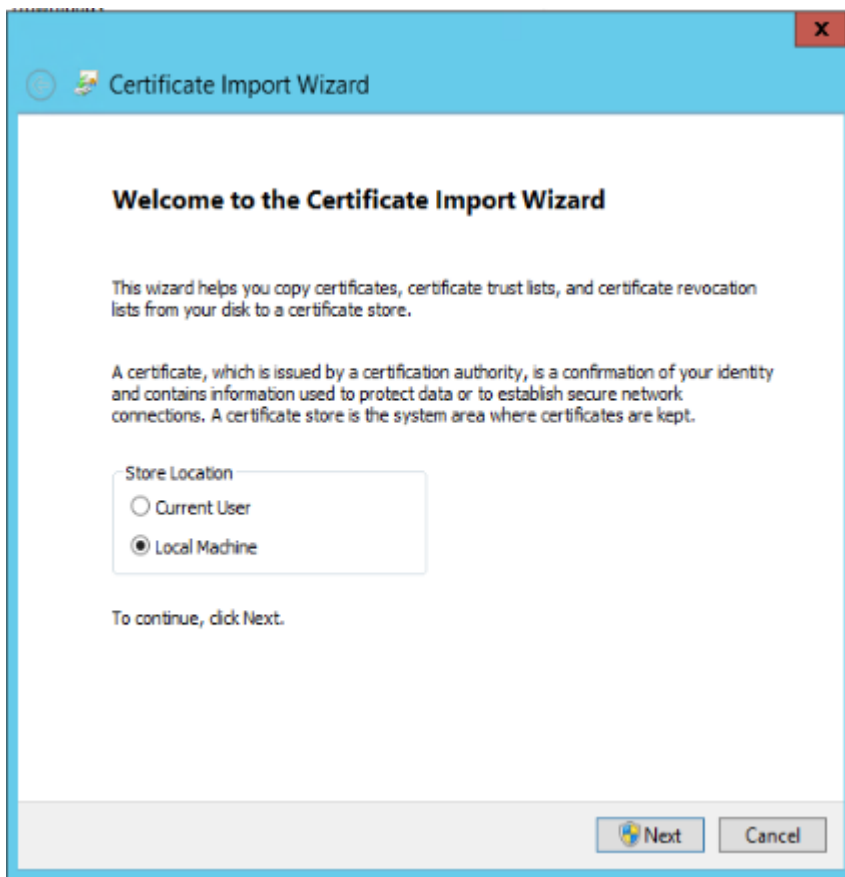 X
Certificate Import Wizard
Welcome to the Certificate Import Wizard
This wizard helps you copy certificates, certificate trust lists, and certificate revocation
lists from your disk to a certificate store.
A certificate, which is issued by a certification authority, is a confirmation of your identity
and contains information used to protect data or to establish secure network
connections. A certificate store is the system area where certificates are kept.
Store Location
Current User
Local Machine
To continue, click Next.
Next Cancel